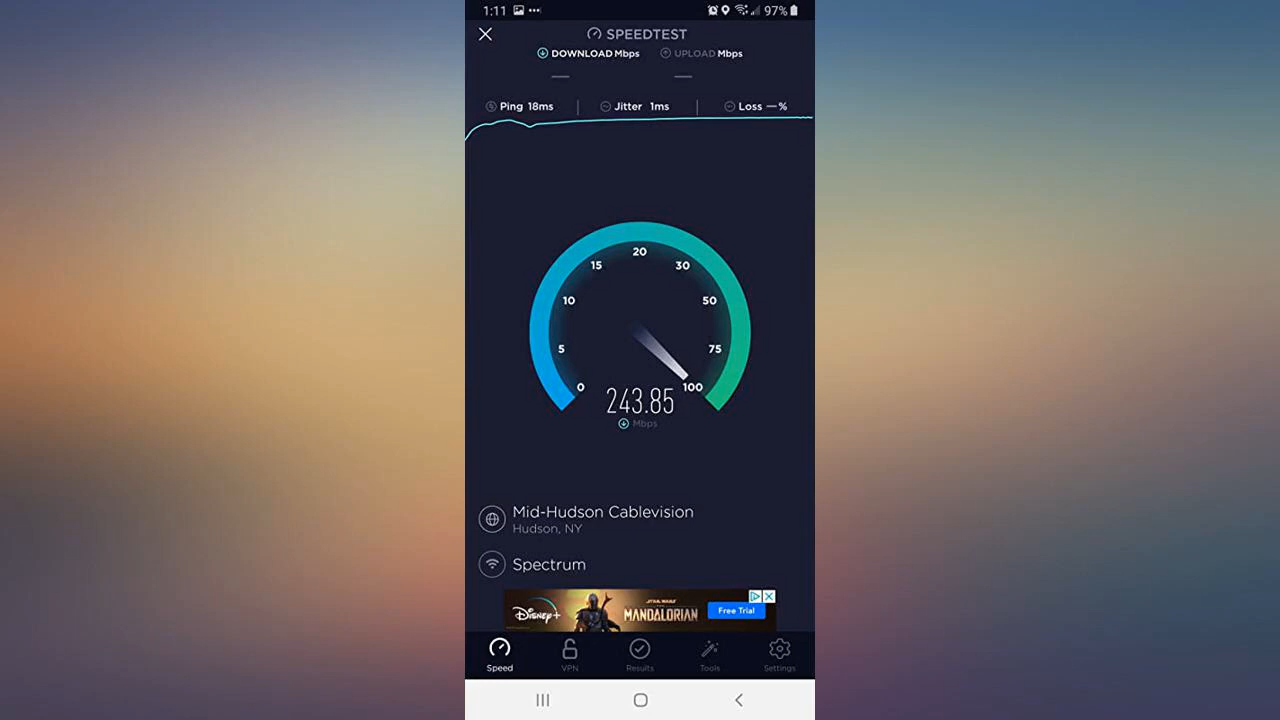 1:11 97%
SPEEDTEST
DOWNLOAD Mbps UPLOAD Mbps
— —
Ping 18ms Jitter 1ms Loss —%
20
15 30
10 50
5 75
0 100
243.85
Mbps
Mid-Hudson Cablevision
Hudson, NY
Spectrum
STAR WARS
DISNEY+ MANDALORIAN Free Trial
Speed VPN Results Tools Settings